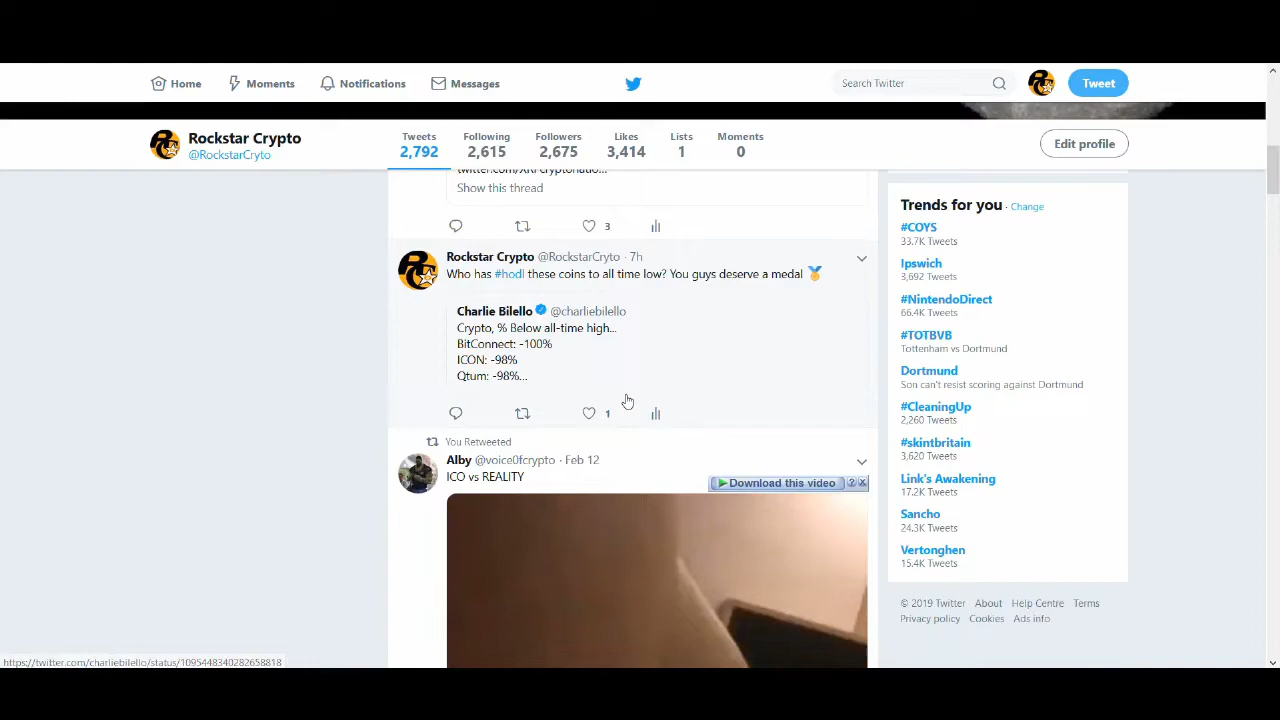 Home
Moments
Notifications
Messages
Search Twitter
Tweet
Rockstar Crypto
@RockstarCryto
Tweets
2,792
Following
2,615
Followers
2,675
Likes
3,414
Lists
1
Moments
0
Edit profile
Show this thread
3
Rockstar Crypto @RockstarCryto · 7h
Who has #hodl these coins to all time low? You guys deserve a medal
Charlie Bilello @charliebilello
Crypto, % Below all-time high...
BitConnect: -100%
ICON: -98%
Qtum: -98%...
1
You Retweeted
Alby @voice0fcrypto · Feb 12
ICO vs REALITY
Download this video
Trends for you · Change
#COYS
33.7K Tweets
Ipswich
3,692 Tweets
#NintendoDirect
66.4K Tweets
#TOTBVB
Tottenham vs Dortmund
Dortmund
Son can't resist scoring against Dortmund
#CleaningUp
2,260 Tweets
#skintbritain
3,620 Tweets
Link's Awakening
17.2K Tweets
Sancho
24.3K Tweets
Vertonghen
15.4K Tweets
© 2019 Twitter About Help Centre Terms
Privacy policy Cookies Ads info
https://twitter.com/charliebilello/status/1095448340282658818